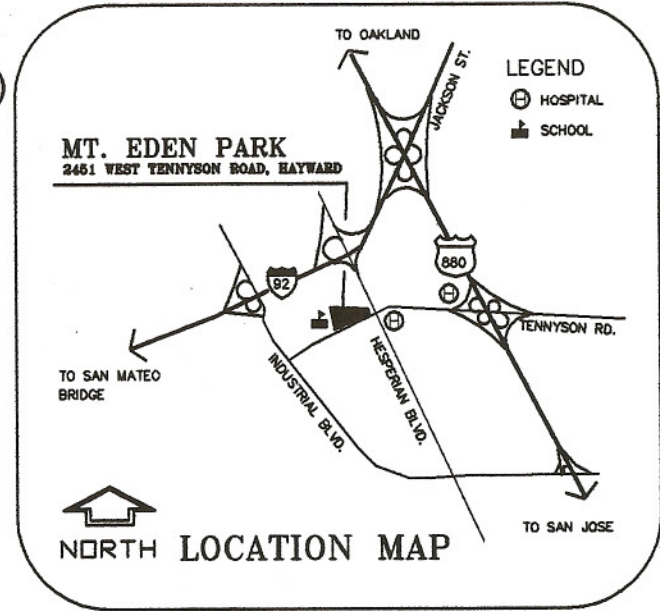 TO OAKLAND
JACKSON ST.
LEGEND
H HOSPITAL
SCHOOL
MT. EDEN PARK
2451 WEST TENNYSON ROAD, HAYWARD
880
92
H
H
TENNYSON RD.
HESPERIAN BLVD.
INDUSTRIAL BLVD.
TO SAN MATEO
BRIDGE
TO SAN JOSE
NORTH LOCATION MAP